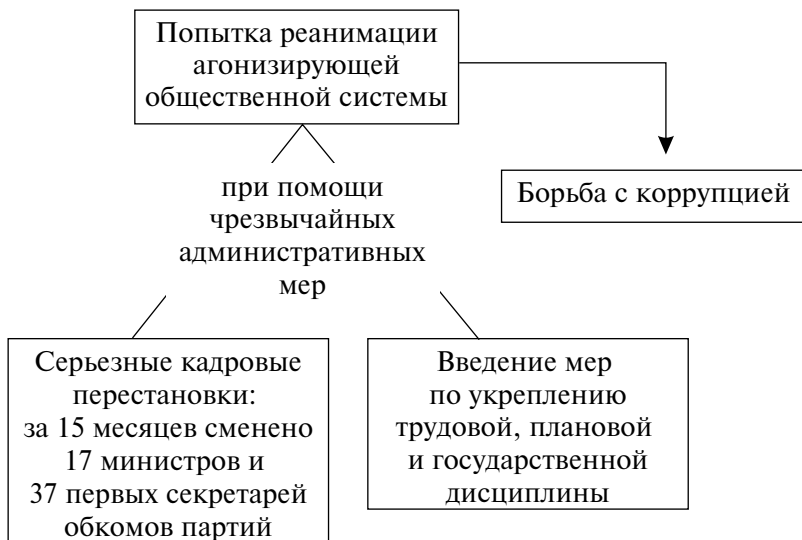 Попытка реанимации
агонизирующей
общественной системы
Борьба с коррупцией
при помощи
чрезвычайных
административных
мер
Серьезные кадровые
перестановки:
за 15 месяцев сменено
17 министров и
37 первых секретарей
обкомов партий
Введение мер
по укреплению
трудовой, плановой
и государственной
дисциплины